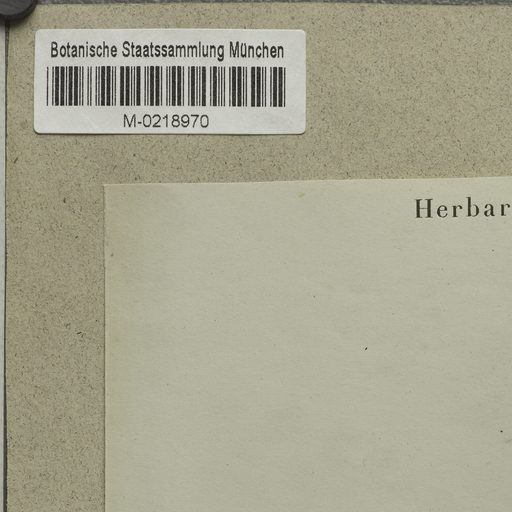 Botanische Staatssammlung München
M-0218970
Herbar